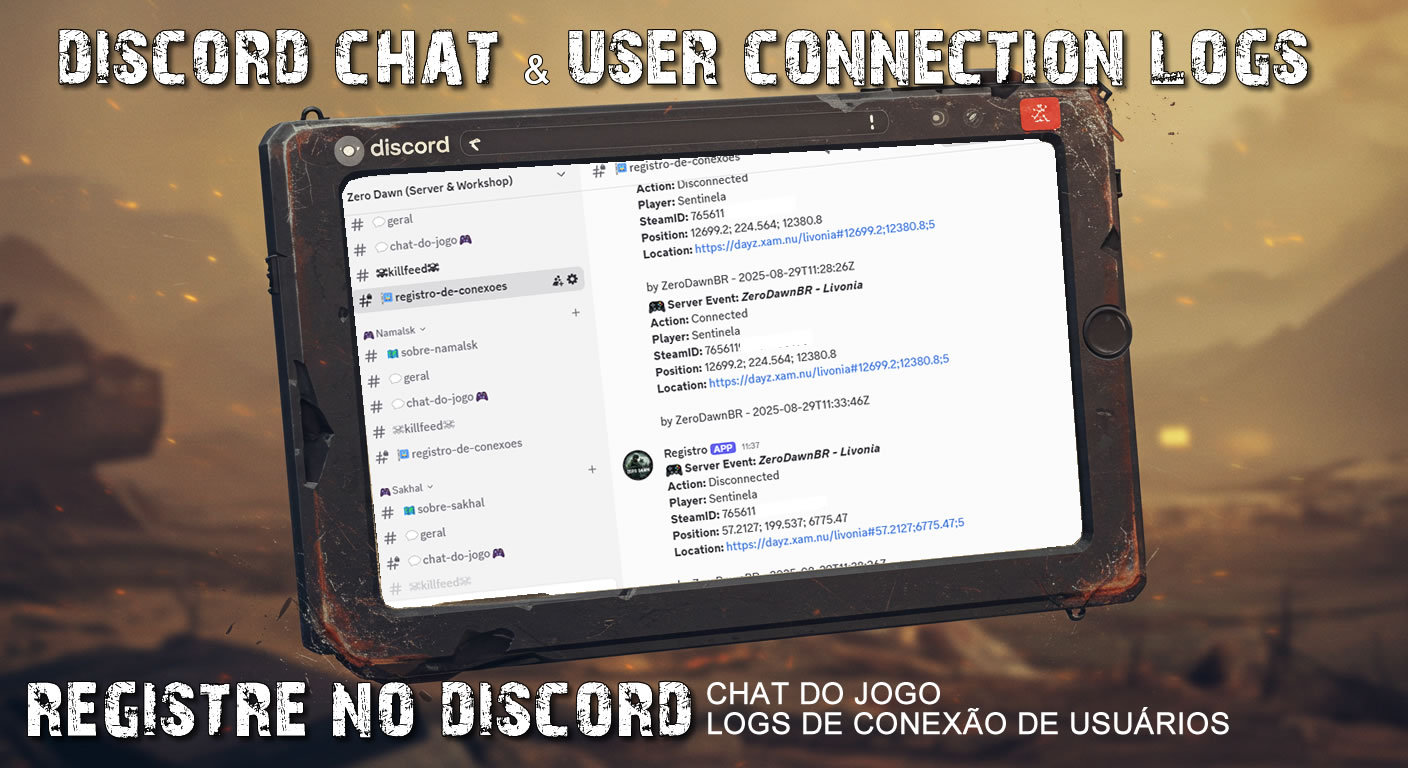 DISCORD CHAT & USER CONNECTION LOGS
discord
Zero Dawn (Server & Workshop)
# geral
# chat-do-jogo
# killfeed
# registro-de-conexoes
Namalsk
# sobre-namalsk
# geral
# chat-do-jogo
# killfeed
# registro-de-conexoes
Sakhal
# sobre-sakhal
# geral
# chat-do-jogo
# killfeed
# registro-de-conexoes
Action: Disconnected
Player: Sentinela
SteamID: 765611
Position: 12699.2; 224.564; 12380.8
Location: https://dayz.xam.nu/livonia#12699.2;12380.8;5
by ZeroDawnBR - 2025-08-29T11:28:26Z
Server Event: ZeroDawnBR - Livonia
Action: Connected
Player: Sentinela
SteamID: 765611
Position: 12699.2; 224.564; 12380.8
Location: https://dayz.xam.nu/livonia#12699.2;12380.8;5
by ZeroDawnBR - 2025-08-29T11:33:46Z
Registro APP 11:37
Server Event: ZeroDawnBR - Livonia
Action: Disconnected
Player: Sentinela
SteamID: 765611
Position: 57.2127; 199.537; 6775.47
Location: https://dayz.xam.nu/livonia#57.2127;6775.47;5
REGISTRE NO DISCORD
CHAT DO JOGO
LOGS DE CONEXÃO DE USUÁRIOS